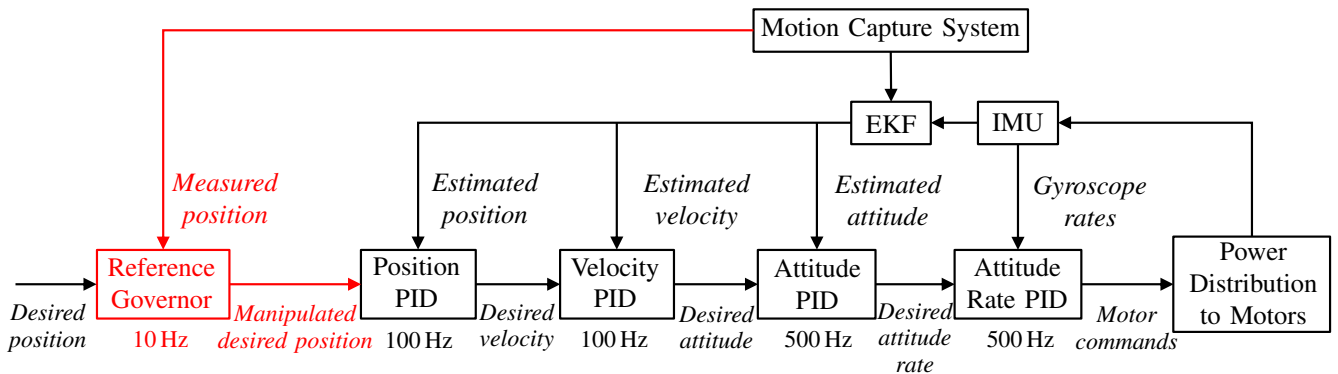 Motion Capture System
EKF
IMU
Measured
position
Estimated
position
Estimated
velocity
Estimated
attitude
Gyroscope
rates
Reference
Governor
Position
PID
Velocity
PID
Attitude
PID
Attitude
Rate PID
Power
Distribution
to Motors
Desired
position
10 Hz
Manipulated
desired position
100 Hz
Desired
velocity
100 Hz
Desired
attitude
500 Hz
Desired
attitude
rate
500 Hz
Motor
commands